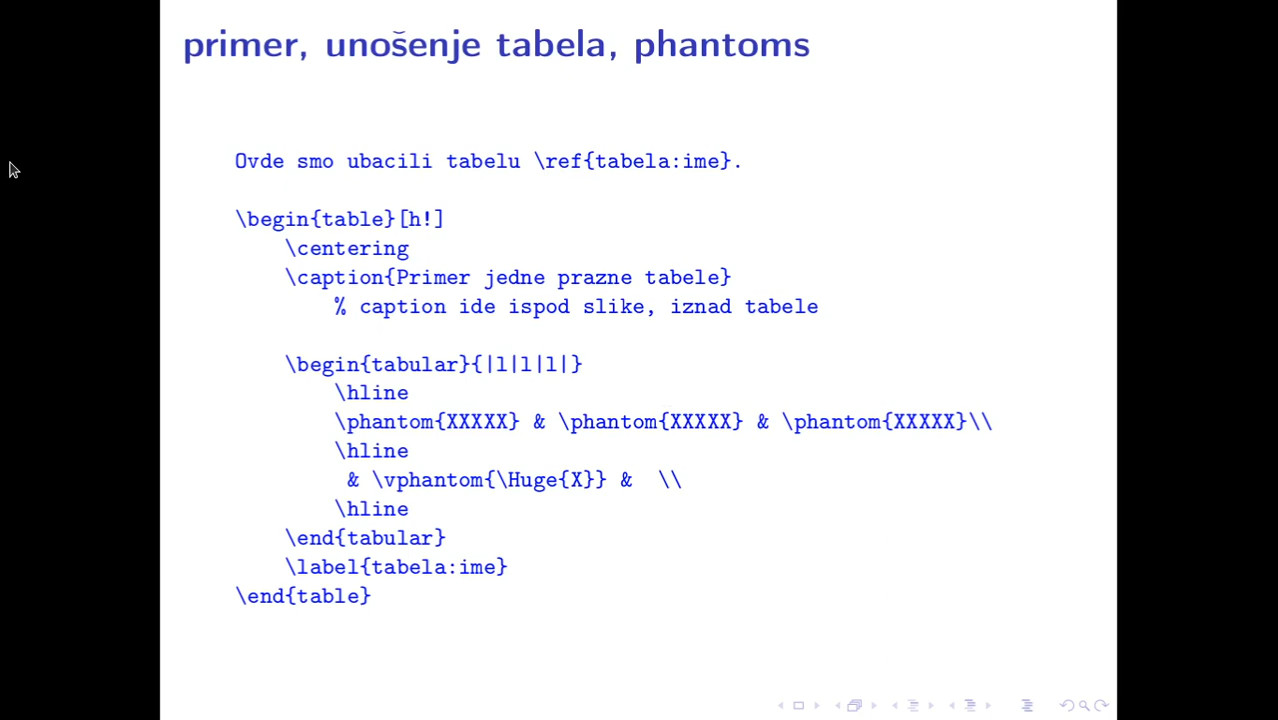 primer, unošenje tabela, phantoms
Ovde smo ubacili tabelu \ref{tabela:ime}.
\begin{table}[h!]
\centering
\caption{Primer jedne prazne tabele}
% caption ide ispod slike, iznad tabele
\begin{tabular}{|l|l|l|}
\hline
\phantom{XXXXX} & \phantom{XXXXX} & \phantom{XXXXX}\\
\hline
& \vphantom{\Huge{X}} & \\
\hline
\end{tabular}
\label{tabela:ime}
\end{table}